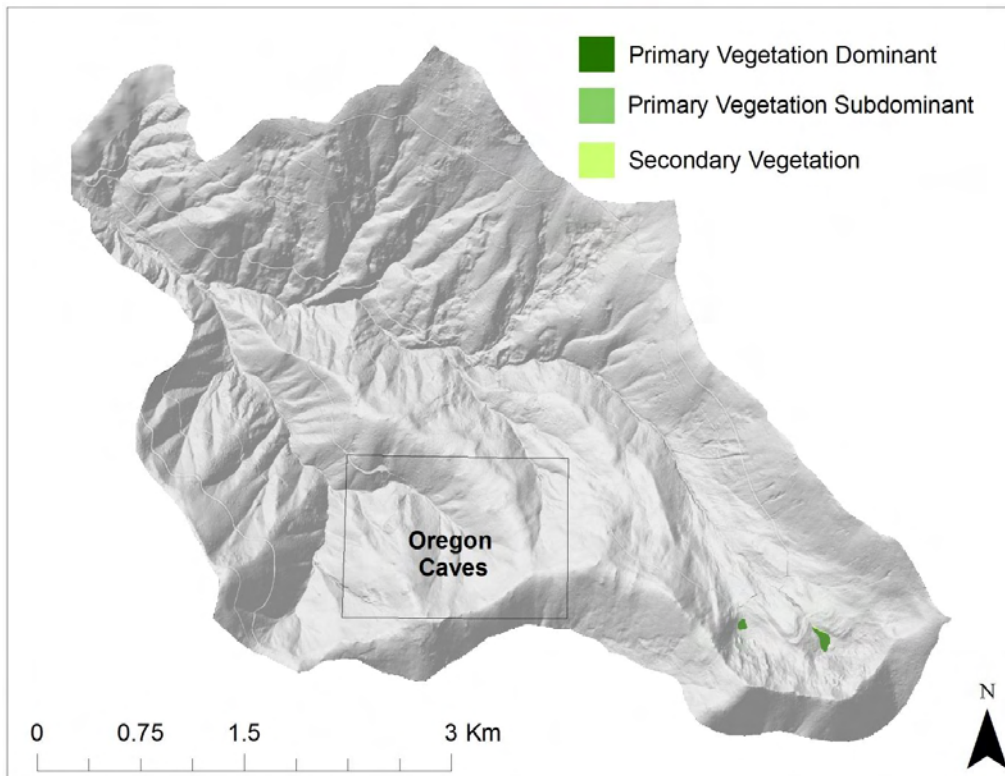 Primary Vegetation Dominant
Primary Vegetation Subdominant
Secondary Vegetation
Oregon
Caves
0 0.75 1.5 3 Km
N